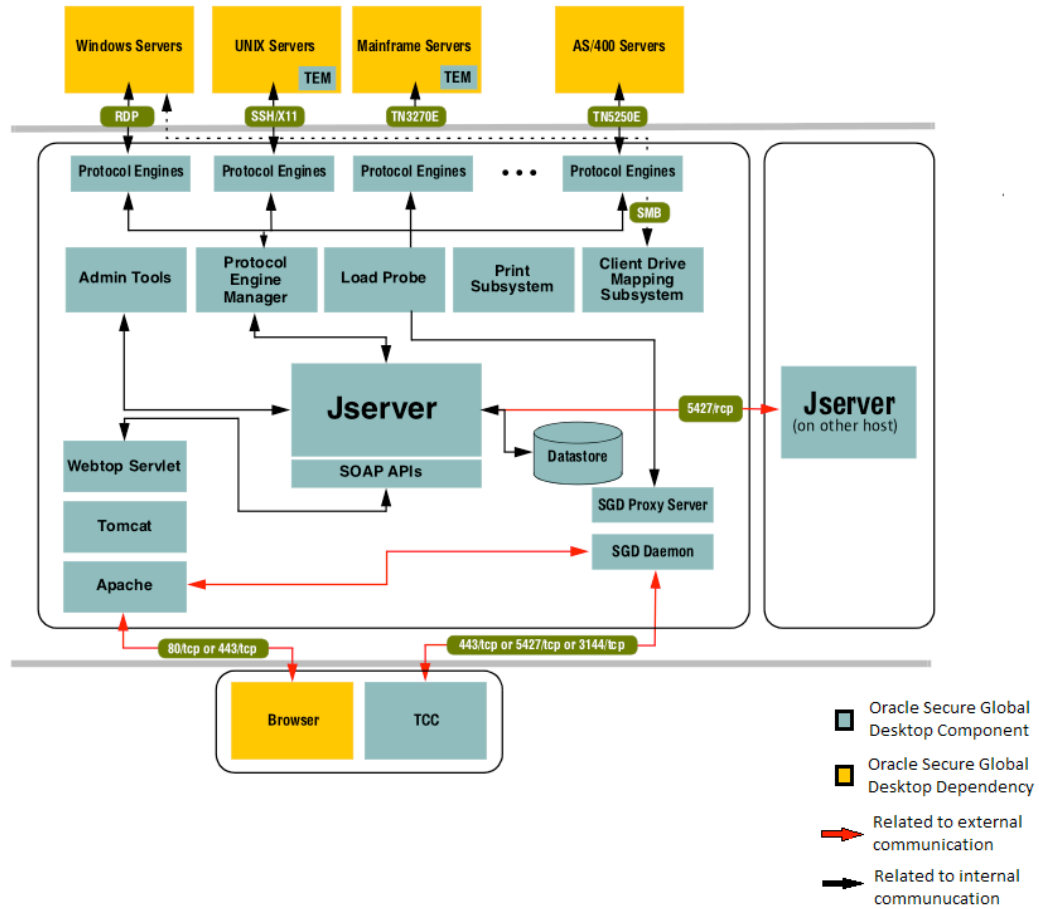 Windows Servers
UNIX Servers
TEM
Mainframe Servers
TEM
AS/400 Servers
RDP
SSH/X11
TN3270E
TN5250E
Protocol Engines
Protocol Engines
Protocol Engines
• • •
Protocol Engines
SMB
Admin Tools
Protocol
Engine
Manager
Load Probe
Print
Subsystem
Client Drive
Mapping
Subsystem
Jserver
SOAP APIs
5427/rcp
Jserver
(on other host)
Datastore
Webtop Servlet
Tomcat
Apache
SGD Proxy Server
SGD Daemon
80/tcp or 443/tcp
443/tcp or 5427/tcp or 3144/tcp
Browser
TCC
Oracle Secure Global
Desktop Component
Oracle Secure Global
Desktop Dependency
Related to external
communication
Related to internal
commnucation